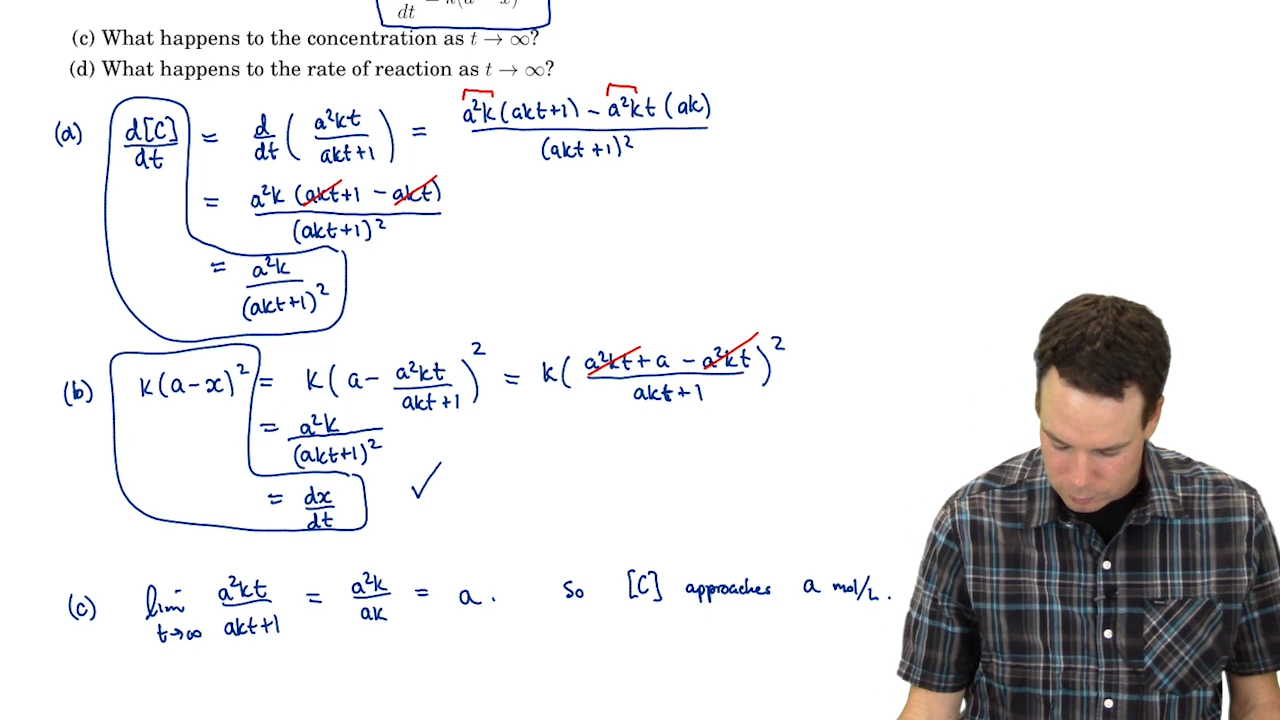 dt
(c) What happens to the concentration as t → ∞?
(d) What happens to the rate of reaction as t → ∞?
(a) d[C]/dt = d/dt ( a²kt/(akt+1) ) = (a²k(akt+1) - a²kt(ak))/(akt+1)²
= a²k(akt+1 - akt)/(akt+1)²
= a²k/(akt+1)²
(b) k(a-x)² = k(a - a²kt/(akt+1))² = k( (a²kt + a - a²kt)/(akt+1) )²
= a²k/(akt+1)²
= dx/dt ✓
(c) lim t→∞ a²kt/(akt+1) = a²k/ak = a. So [C] approaches a mol/L.